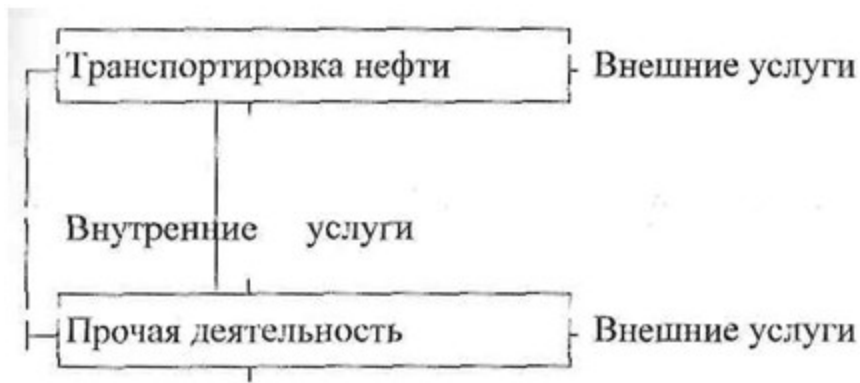 Транспортировка нефти Внешние услуги
Внутренние услуги
Прочая деятельность Внешние услуги